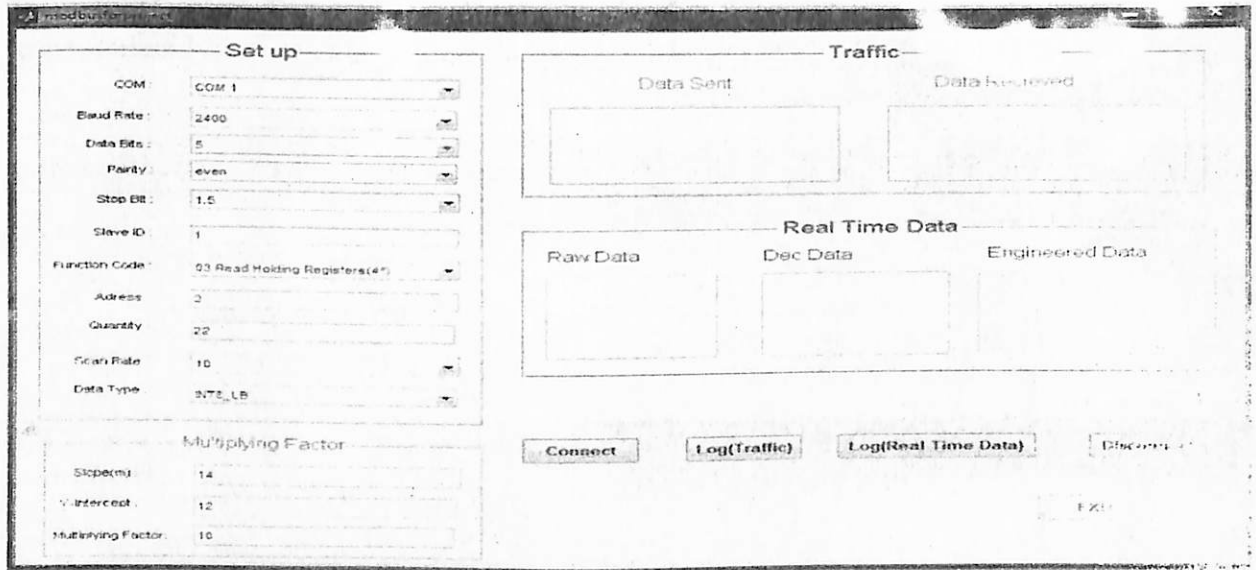 Set up
COM : COM 1
Baud Rate : 2400
Data Bits : 5
Parity : even
Stop Bit : 1.5
Slave ID : 1
Function Code : 03 Read Holding Registers(4*)
Adress 2
Quantity 22
Scan Rate 10
Data Type INT8_LB
Multiplying Factor
Slope(m) : 14
Y-Intercept : 12
Multiplying Factor: 10
Traffic
Data Sent Data Recieved
Real Time Data
Raw Data Dec Data Engineered Data
Connect Log(Traffic) Log(Real Time Data)